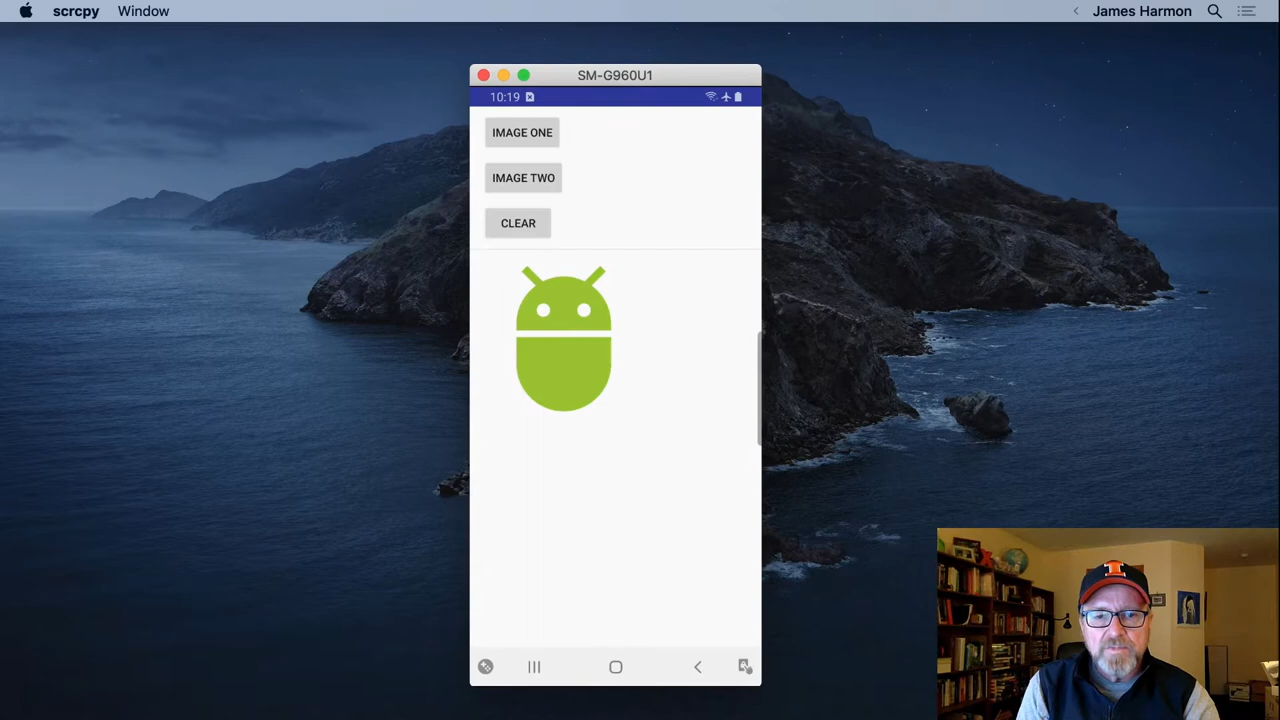 scrcpy Window James Harmon
SM-G960U1
10:19
IMAGE ONE
IMAGE TWO
CLEAR
I